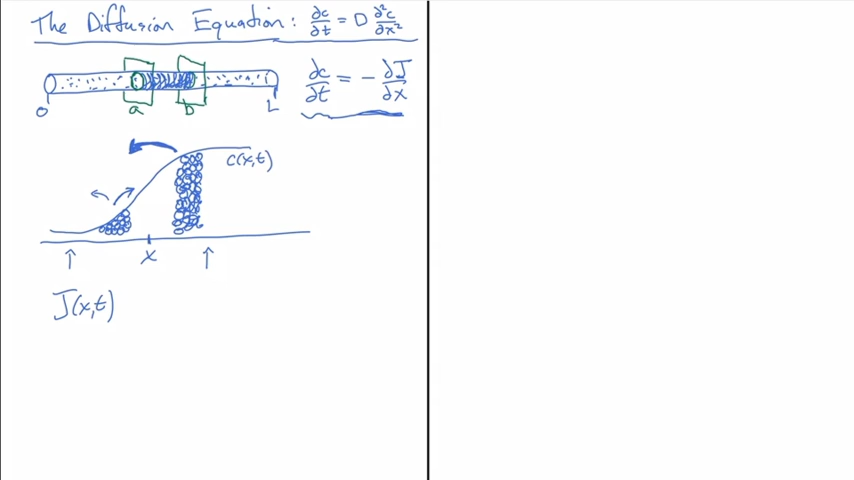 The Diffusion Equation: ∂c/∂t = D ∂²c/∂x²
0 a b L
∂c/∂t = - ∂J/∂x
c(x,t)
x
J(x,t)